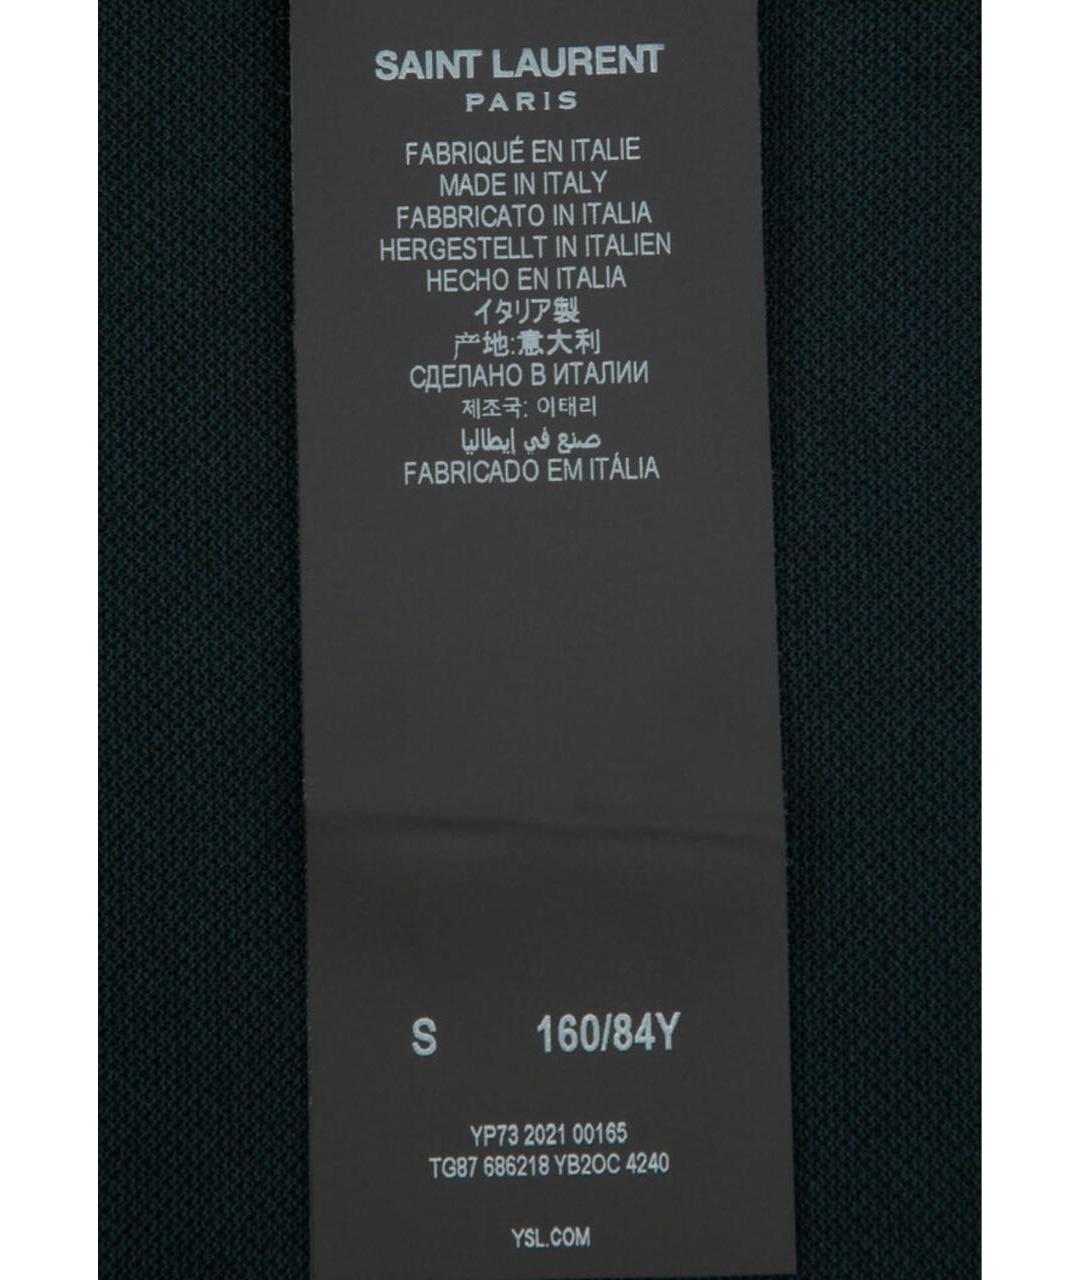 SAINT LAURENT
PARIS
FABRIQUÉ EN ITALIE
MADE IN ITALY
FABBRICATO IN ITALIA
HERGESTELLT IN ITALIEN
HECHO EN ITALIA
イタリア製
产地:意大利
СДЕЛАНО В ИТАЛИИ
제조국: 이태리
صنع في إيطاليا
FABRICADO EM ITÁLIA
S 160/84Y
YP73 2021 00165
TG87 686218 YB2OC 4240
YSL.COM